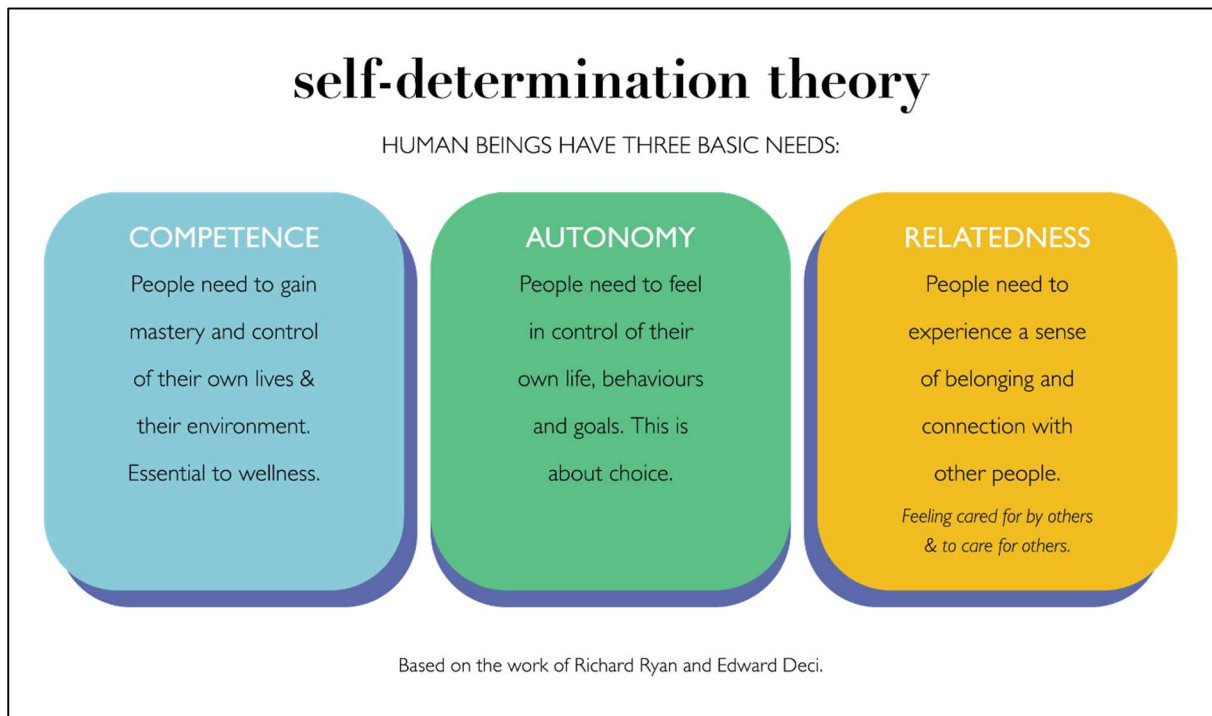 self-determination theory
HUMAN BEINGS HAVE THREE BASIC NEEDS:
COMPETENCE
People need to gain
mastery and control
of their own lives &
their environment.
Essential to wellness.
AUTONOMY
People need to feel
in control of their
own life, behaviours
and goals. This is
about choice.
RELATEDNESS
People need to
experience a sense
of belonging and
connection with
other people.
Feeling cared for by others
& to care for others.
Based on the work of Richard Ryan and Edward Deci.